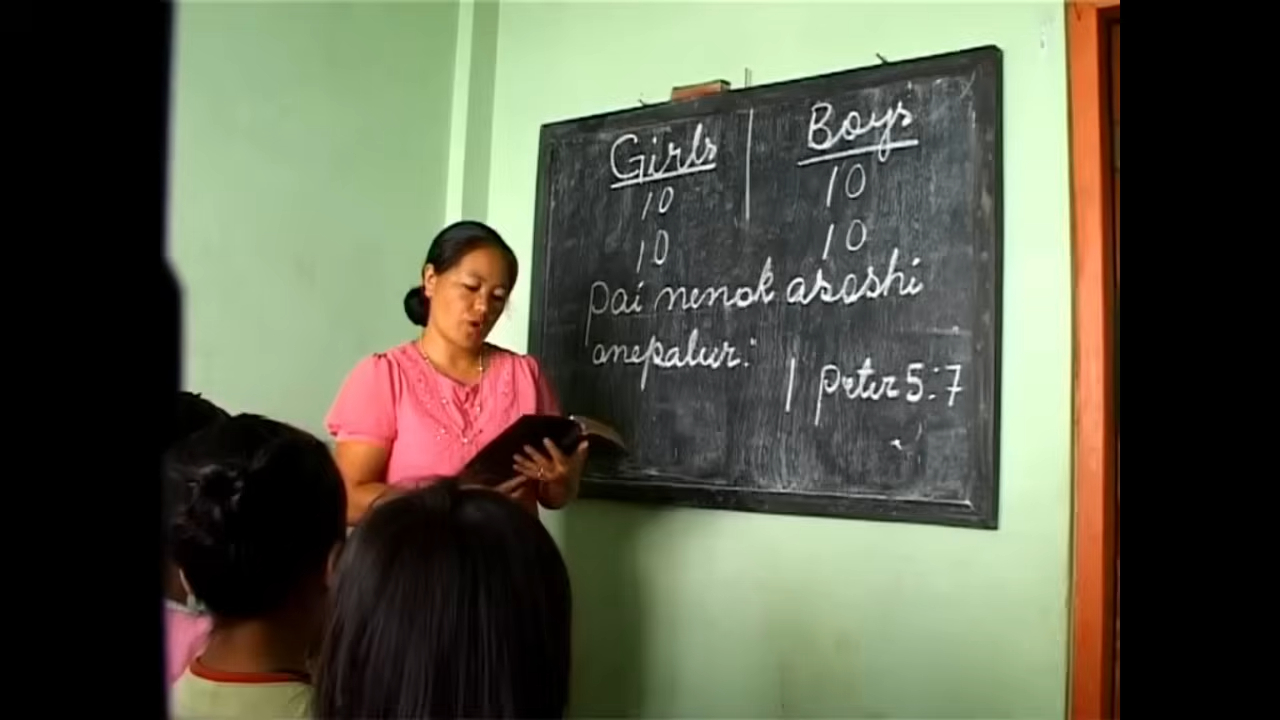 Girls | Boys
10 10
10 10
Pai nenok asoshi
anepalur.
1 Peter 5:7